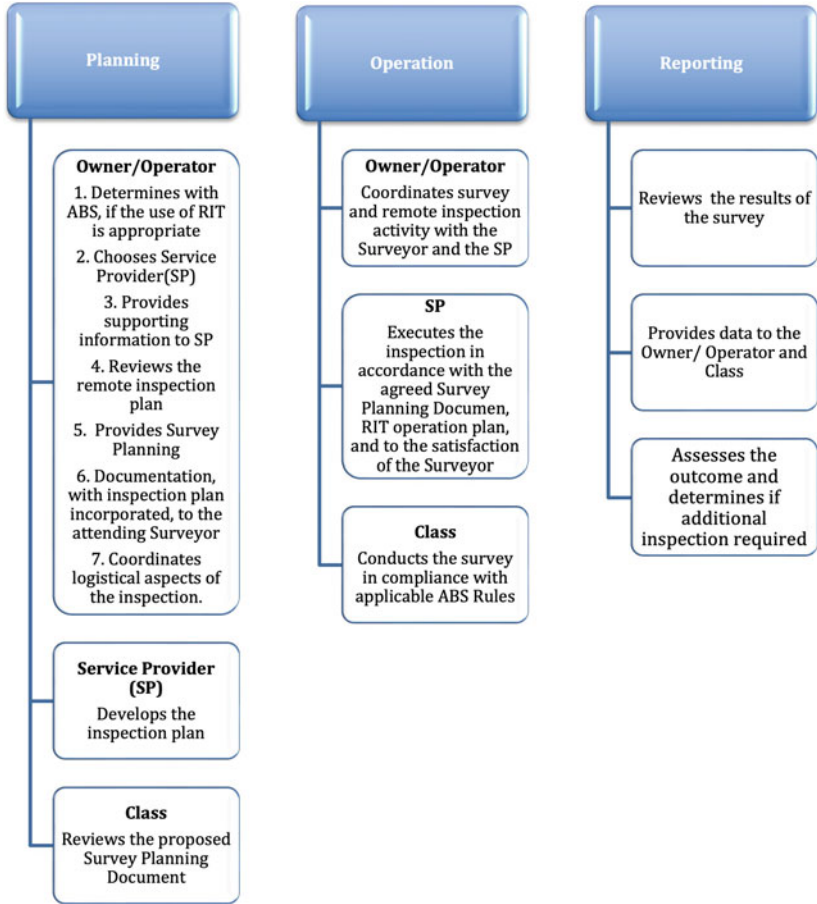 Planning
Owner/Operator
1. Determines with
ABS, if the use of RIT
is appropriate
2. Chooses Service
Provider(SP)
3. Provides
supporting
information to SP
4. Reviews the
remote inspection
plan
5. Provides Survey
Planning
6. Documentation,
with inspection plan
incorporated, to the
attending Surveyor
7. Coordinates
logistical aspects of
the inspection.
Service Provider
(SP)
Develops the
inspection plan
Class
Reviews the proposed
Survey Planning
Document
Operation
Owner/Operator
Coordinates survey
and remote inspection
activity with the
Surveyor and the SP
SP
Executes the
inspection in
accordance with the
agreed Survey
Planning Documen,
RIT operation plan,
and to the satisfaction
of the Surveyor
Class
Conducts the survey
in compliance with
applicable ABS Rules
Reporting
Reviews the results of
the survey
Provides data to the
Owner/ Operator and
Class
Assesses the
outcome and
determines if
additional
inspection required